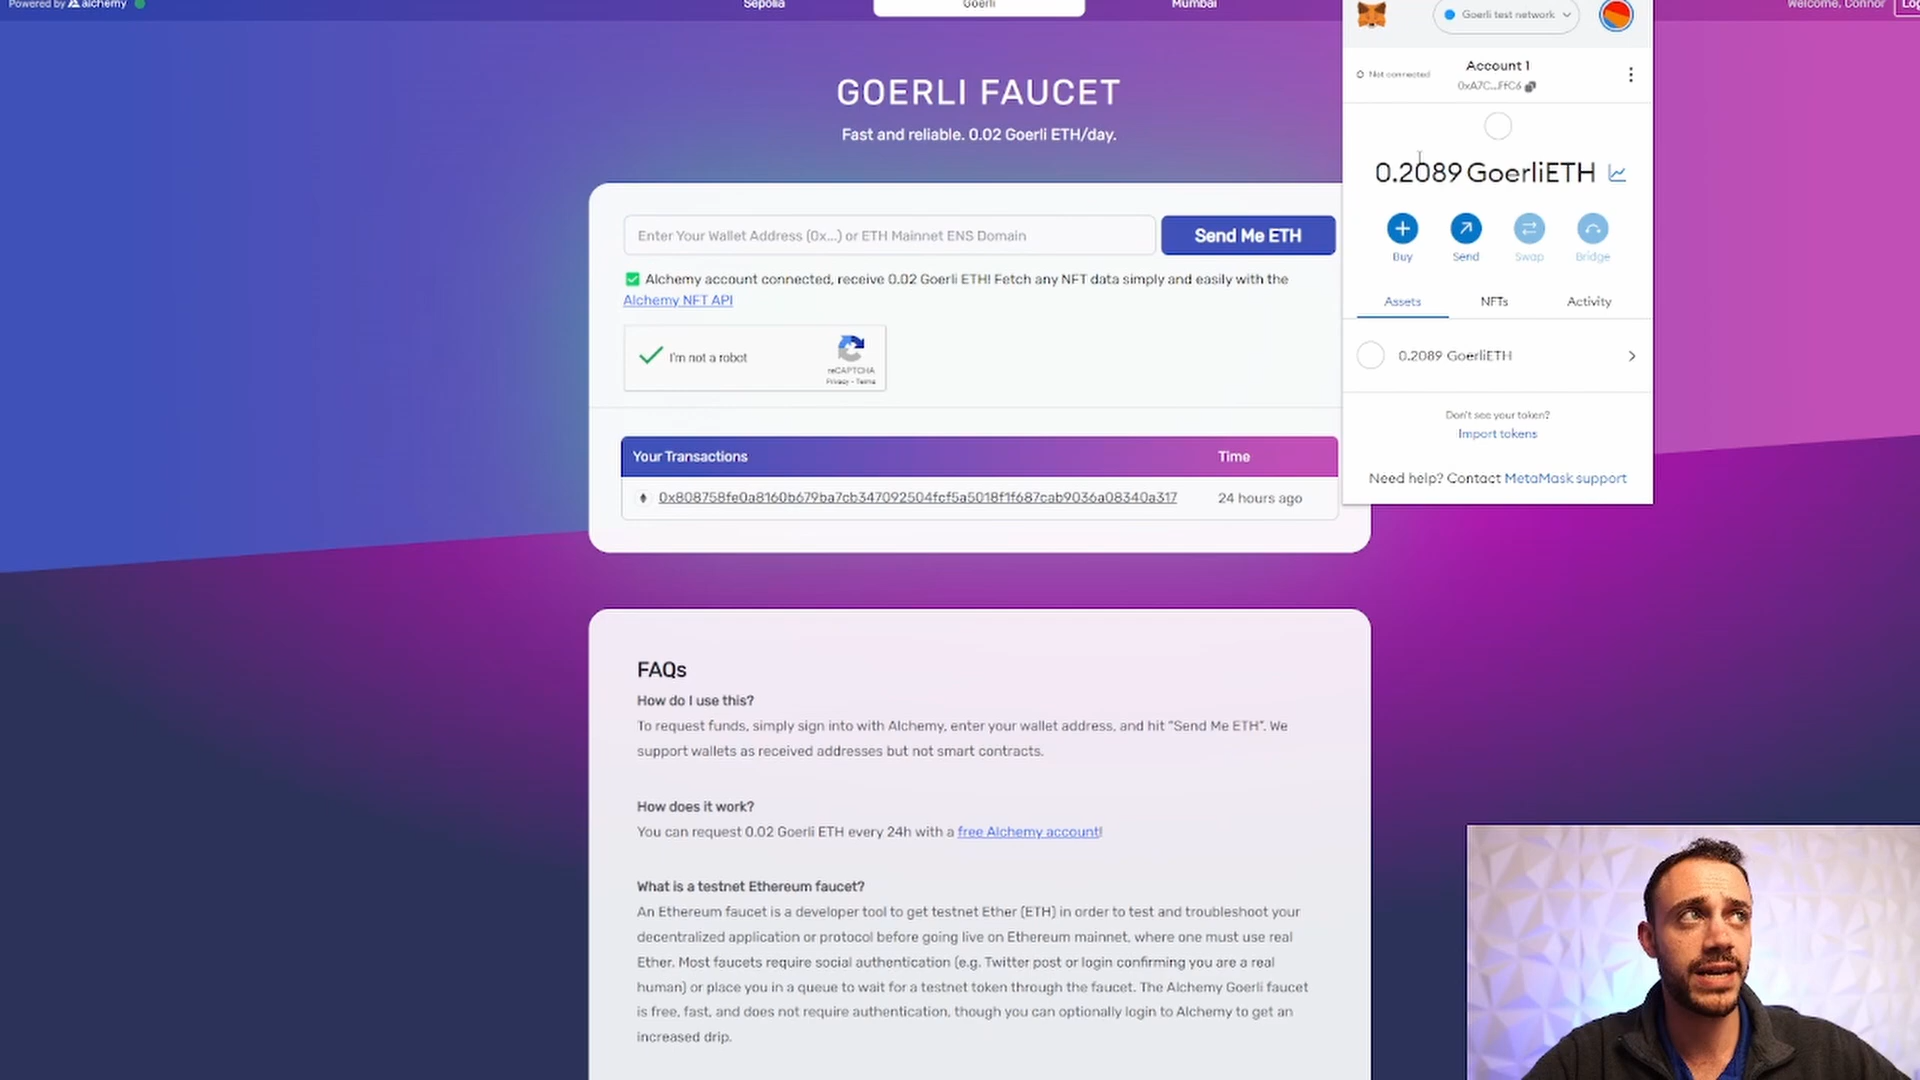 Powered by alchemy
Sepolia
Goerli
Mumbai
Welcome, Connor
Log
GOERLI FAUCET
Fast and reliable. 0.02 Goerli ETH/day.
Enter Your Wallet Address (0x...) or ETH Mainnet ENS Domain
Send Me ETH
Alchemy account connected, receive 0.02 Goerli ETH! Fetch any NFT data simply and easily with the
Alchemy NFT API
I'm not a robot
reCAPTCHA
Privacy - Terms
Your Transactions
Time
0x808758fe0a8160b679ba7cb347092504fcf5a5018f1f687cab9036a08340a317
24 hours ago
FAQs
How do I use this?
To request funds, simply sign into with Alchemy, enter your wallet address, and hit “Send Me ETH”. We
support wallets as received addresses but not smart contracts.
How does it work?
You can request 0.02 Goerli ETH every 24h with a free Alchemy account!
What is a testnet Ethereum faucet?
An Ethereum faucet is a developer tool to get testnet Ether (ETH) in order to test and troubleshoot your
decentralized application or protocol before going live on Ethereum mainnet, where one must use real
Ether. Most faucets require social authentication (e.g. Twitter post or login confirming you are a real
human) or place you in a queue to wait for a testnet token through the faucet. The Alchemy Goerli faucet
is free, fast, and does not require authentication, though you can optionally login to Alchemy to get an
increased drip.
Goerli test network
Not connected
Account 1
0xA7C...FfC6
0.2089 GoerliETH
Buy
Send
Swap
Bridge
Assets
NFTs
Activity
0.2089 GoerliETH
Don't see your token?
Import tokens
Need help? Contact MetaMask support